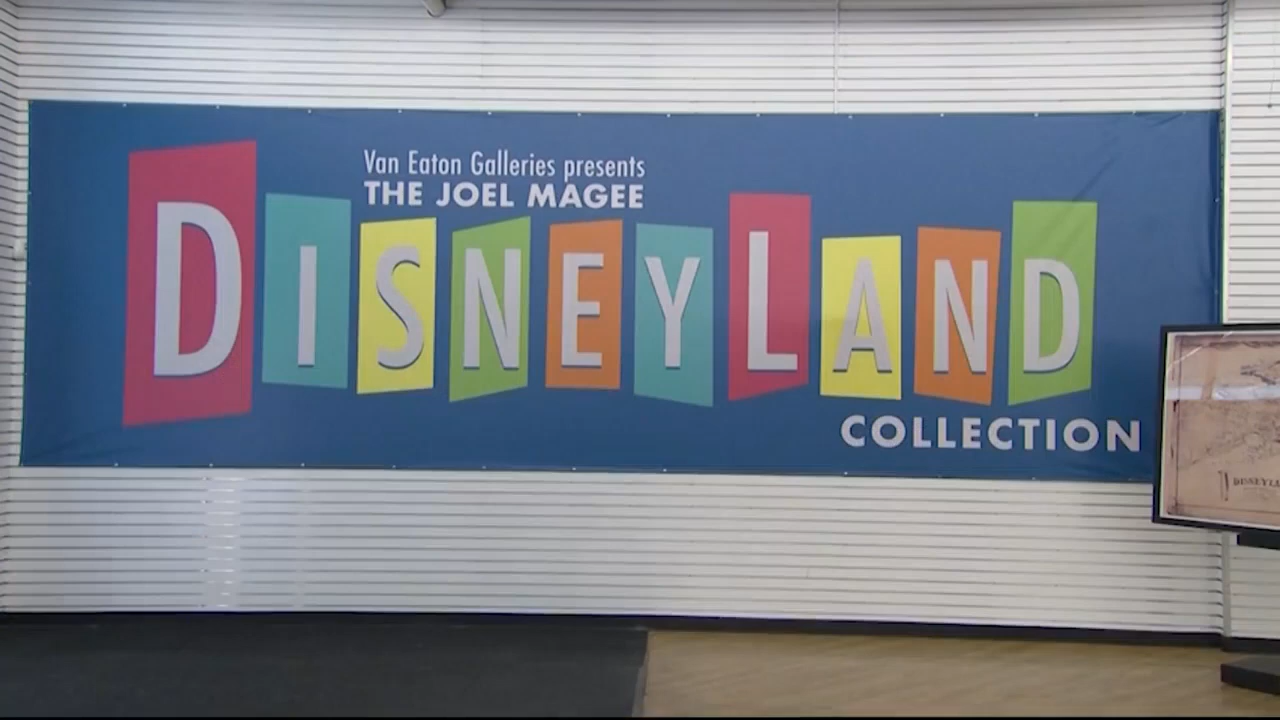 Van Eaton Galleries presents
THE JOEL MAGEE
DISNEYLAND
COLLECTION